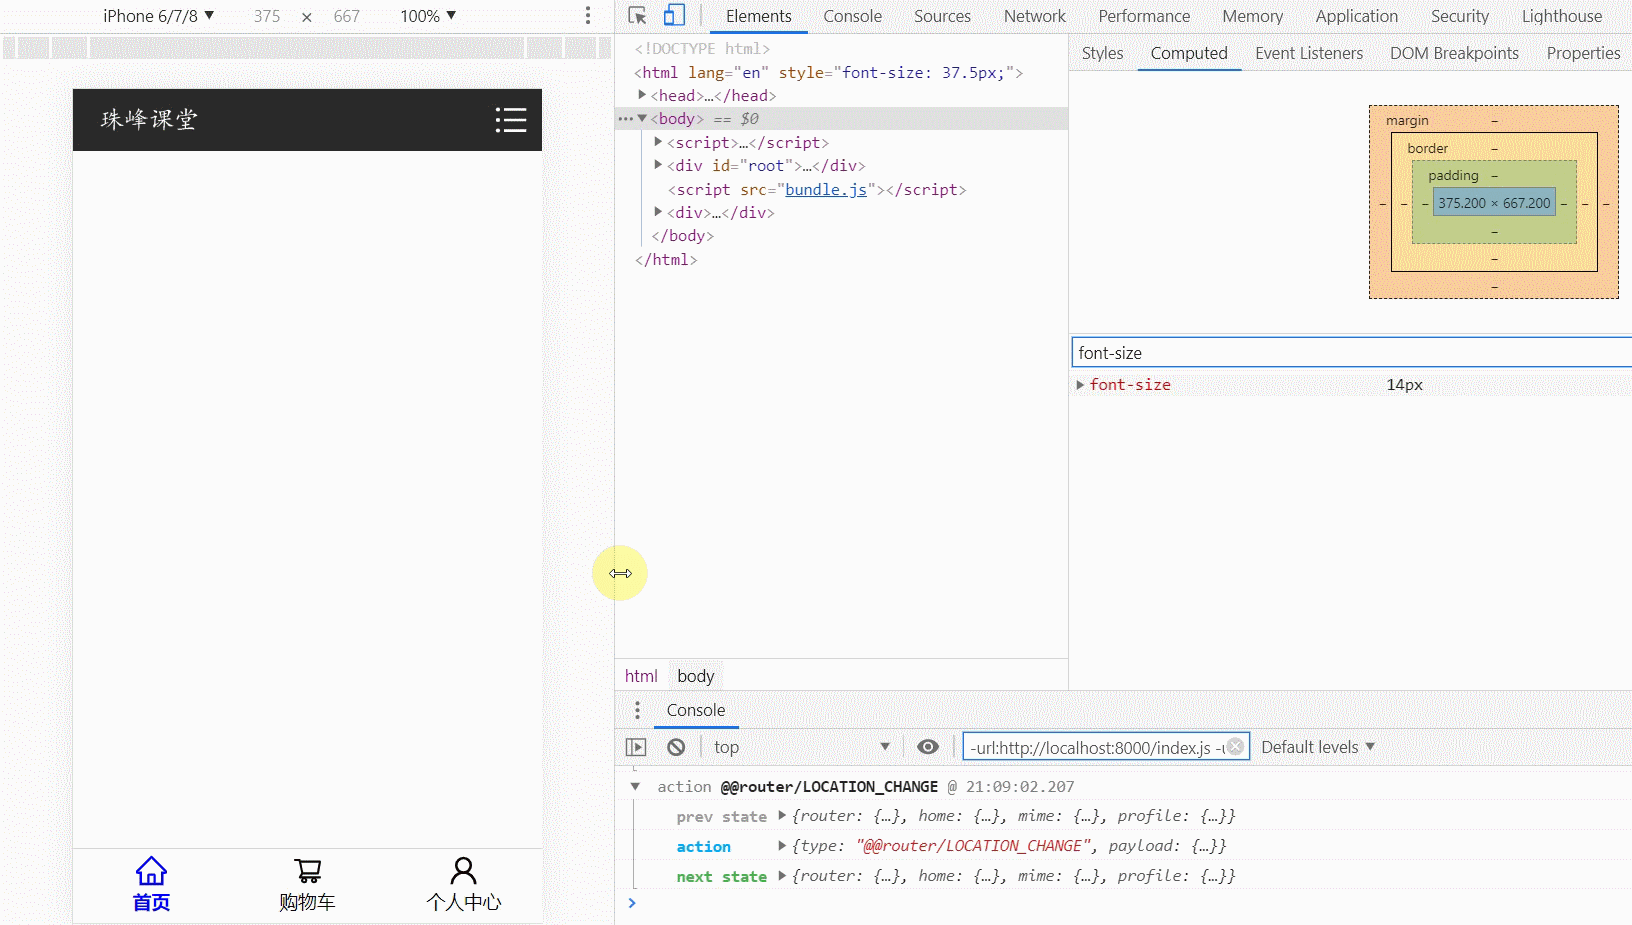 iPhone 6/7/8 ▼ 375 × 667 100% ▼
珠峰课堂
首页 购物车 个人中心
Elements Console Sources Network Performance Memory Application Security Lighthouse
<!DOCTYPE html>
<html lang="en" style="font-size: 37.5px;">
<head>…</head>
<body> == $0
<script>…</script>
<div id="root">…</div>
<script src="bundle.js"></script>
<div>…</div>
</body>
</html>
html body
Styles Computed Event Listeners DOM Breakpoints Properties
margin –
border –
padding –
– – – 375.200 × 667.200 – – –
–
–
–
font-size
font-size 14px
Console
top ▼ -url:http://localhost:8000/index.js -u Default levels ▼
action @@router/LOCATION_CHANGE @ 21:09:02.207
prev state {router: {…}, home: {…}, mime: {…}, profile: {…}}
action {type: "@@router/LOCATION_CHANGE", payload: {…}}
next state {router: {…}, home: {…}, mime: {…}, profile: {…}}